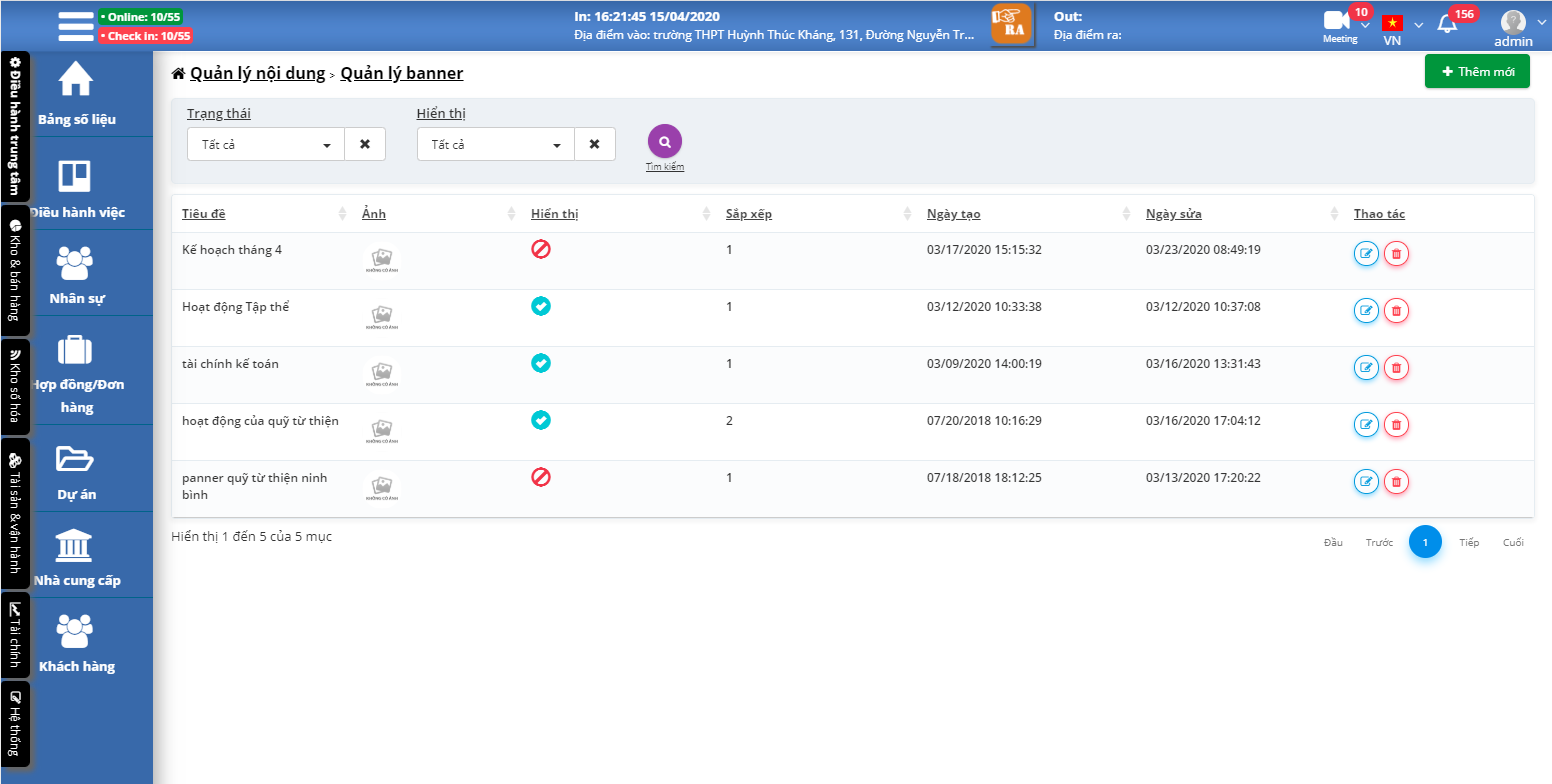 • Online: 10/55
• Check in: 10/55
In: 16:21:45 15/04/2020
Địa điểm vào: trường THPT Huỳnh Thúc Kháng, 131, Đường Nguyễn Tr...
RA
Out:
Địa điểm ra:
10
Meeting
VN
156
admin
Điều hành trung tâm
Kho & bán hàng
Kho số hóa
Tài sản & vận hành
Tài chính
Hệ thống
Bảng số liệu
Điều hành việc
Nhân sự
Hợp đồng/Đơn
hàng
Dự án
Nhà cung cấp
Khách hàng
Quản lý nội dung > Quản lý banner
Thêm mới
Trạng thái
Hiển thị
Tất cả
Tất cả
Tìm kiếm
Tiêu đề Ảnh Hiển thị Sắp xếp Ngày tạo Ngày sửa Thao tác
Kế hoạch tháng 4 KHÔNG CÓ ẢNH 1 03/17/2020 15:15:32 03/23/2020 08:49:19
Hoạt động Tập thể KHÔNG CÓ ẢNH 1 03/12/2020 10:33:38 03/12/2020 10:37:08
tài chính kế toán KHÔNG CÓ ẢNH 1 03/09/2020 14:00:19 03/16/2020 13:31:43
hoạt động của quỹ từ thiện KHÔNG CÓ ẢNH 2 07/20/2018 10:16:29 03/16/2020 17:04:12
panner quỹ từ thiện ninh KHÔNG CÓ ẢNH 1 07/18/2018 18:12:25 03/13/2020 17:20:22
bình
Hiển thị 1 đến 5 của 5 mục
Đầu Trước 1 Tiếp Cuối